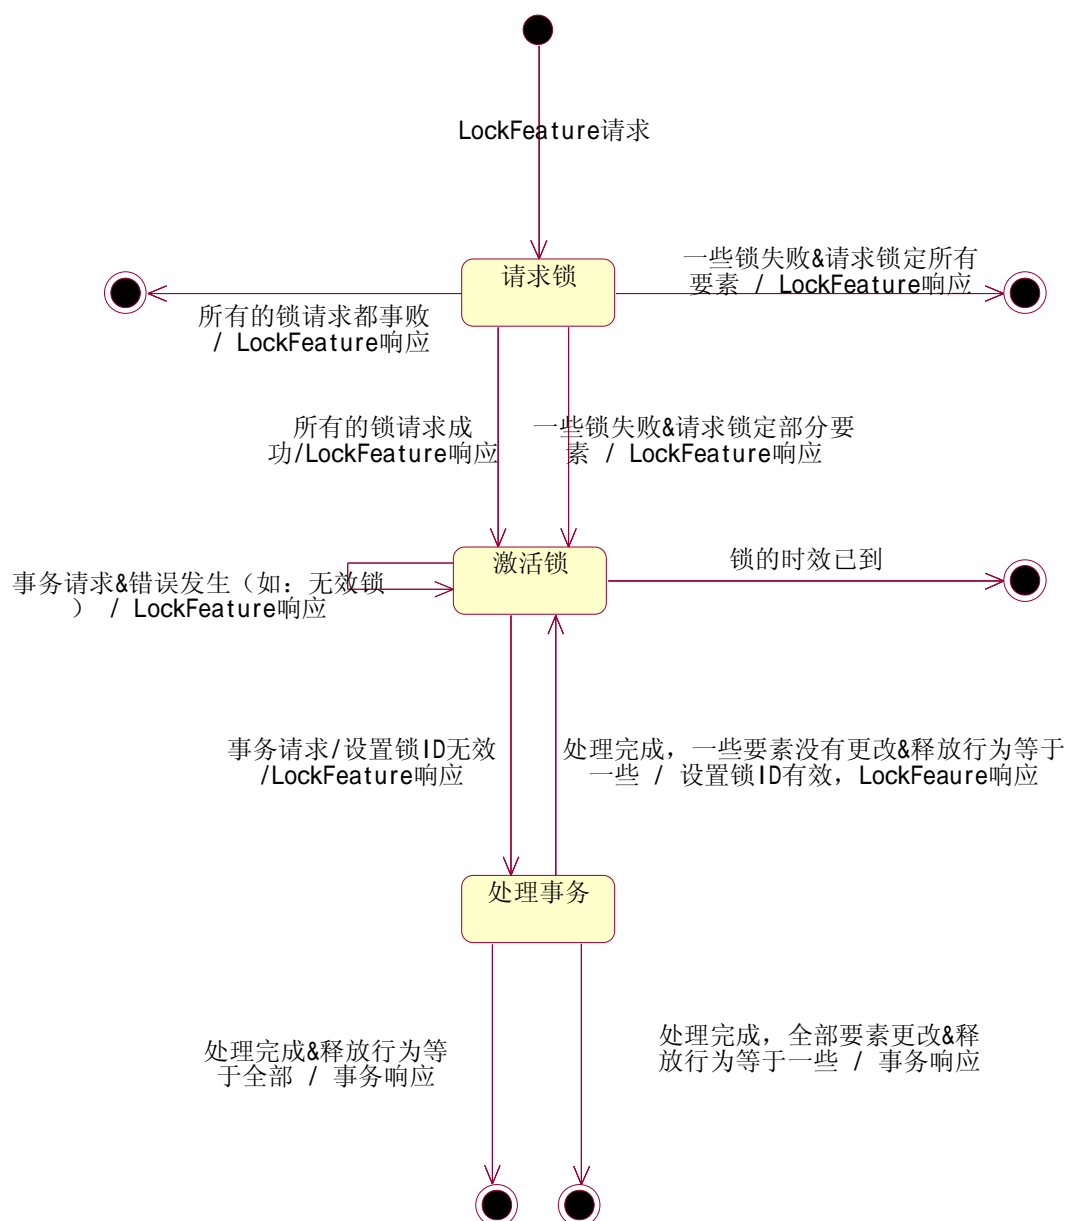 LockFeature请求
请求锁
一些锁失败&请求锁定所有
要素 / LockFeature响应
所有的锁请求都事败
/ LockFeature响应
所有的锁请求成
功/LockFeature响应
一些锁失败&请求锁定部分要
素 / LockFeature响应
激活锁
锁的时效已到
事务请求&错误发生（如：无效锁
） / LockFeature响应
事务请求/设置锁ID无效
/LockFeature响应
处理完成，一些要素没有更改&释放行为等于
一些 / 设置锁ID有效，LockFeaure响应
处理事务
处理完成&释放行为等
于全部 / 事务响应
处理完成，全部要素更改&释
放行为等于一些 / 事务响应